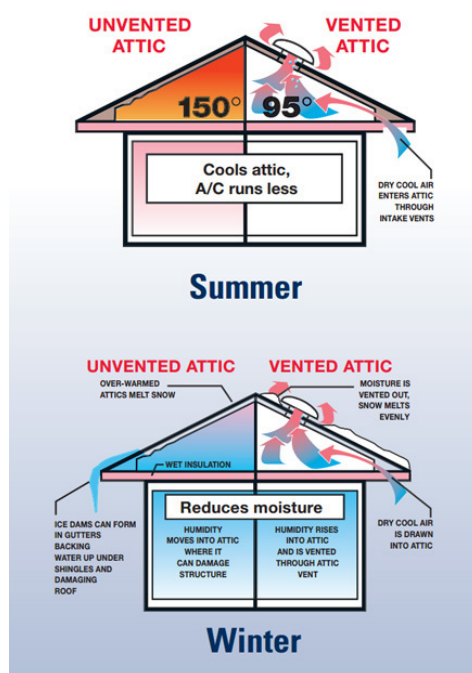 UNVENTED
ATTIC
VENTED
ATTIC
150°
95°
Cools attic,
A/C runs less
DRY COOL AIR
ENTERS ATTIC
THROUGH
INTAKE VENTS
Summer
UNVENTED ATTIC
VENTED ATTIC
OVER-WARMED
ATTICS MELT SNOW
MOISTURE IS
VENTED OUT,
SNOW MELTS
EVENLY
WET INSULATION
ICE DAMS CAN FORM
IN GUTTERS
BACKING
WATER UP UNDER
SHINGLES AND
DAMAGING
ROOF
Reduces moisture
HUMIDITY
MOVES INTO ATTIC
WHERE IT
CAN DAMAGE
STRUCTURE
HUMIDITY RISES
INTO ATTIC
AND IS VENTED
THROUGH ATTIC
VENT
DRY COOL AIR
IS DRAWN
INTO ATTIC
Winter